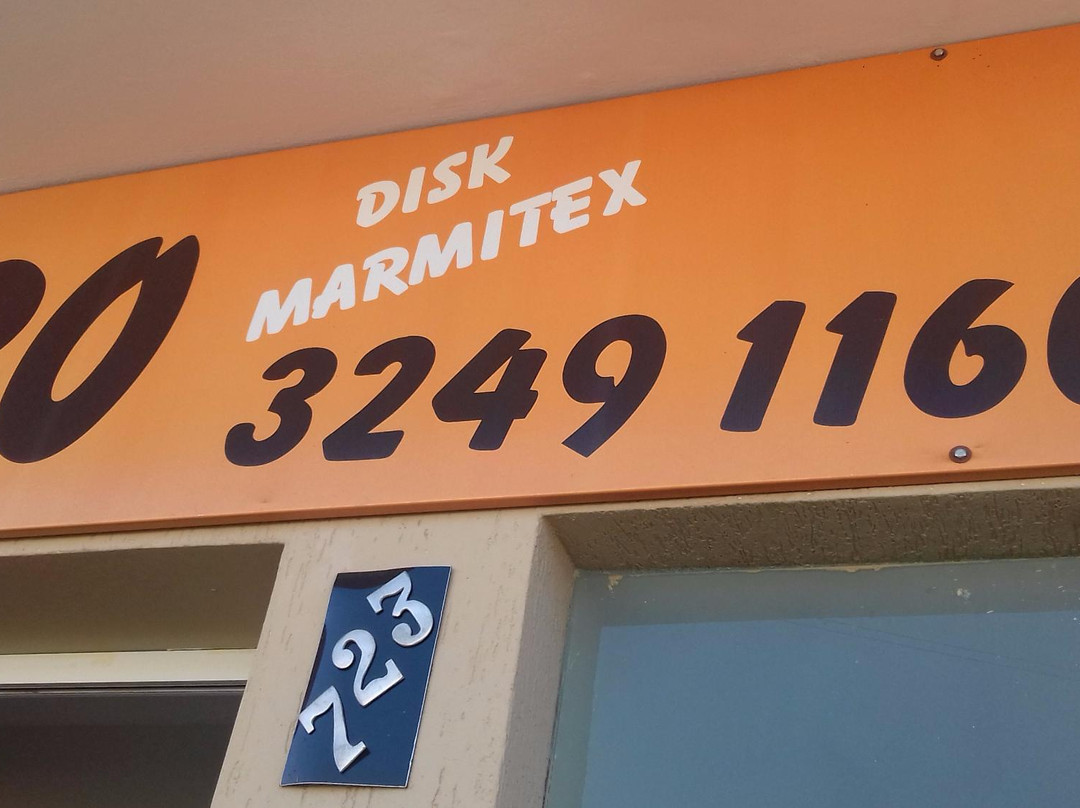 DISK
MARMITEX
3249 116
723